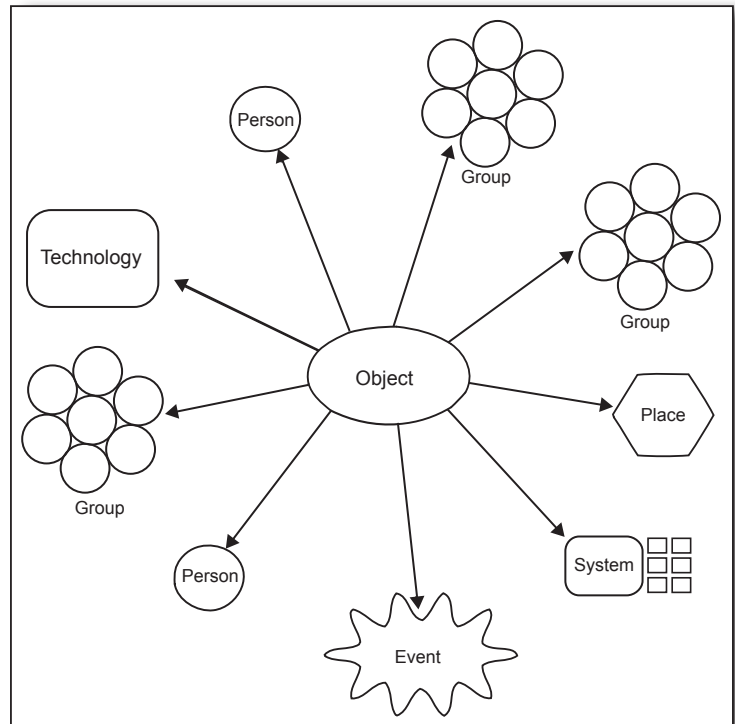 Person
Group
Technology
Group
Object
Place
Group
System
Person
Event